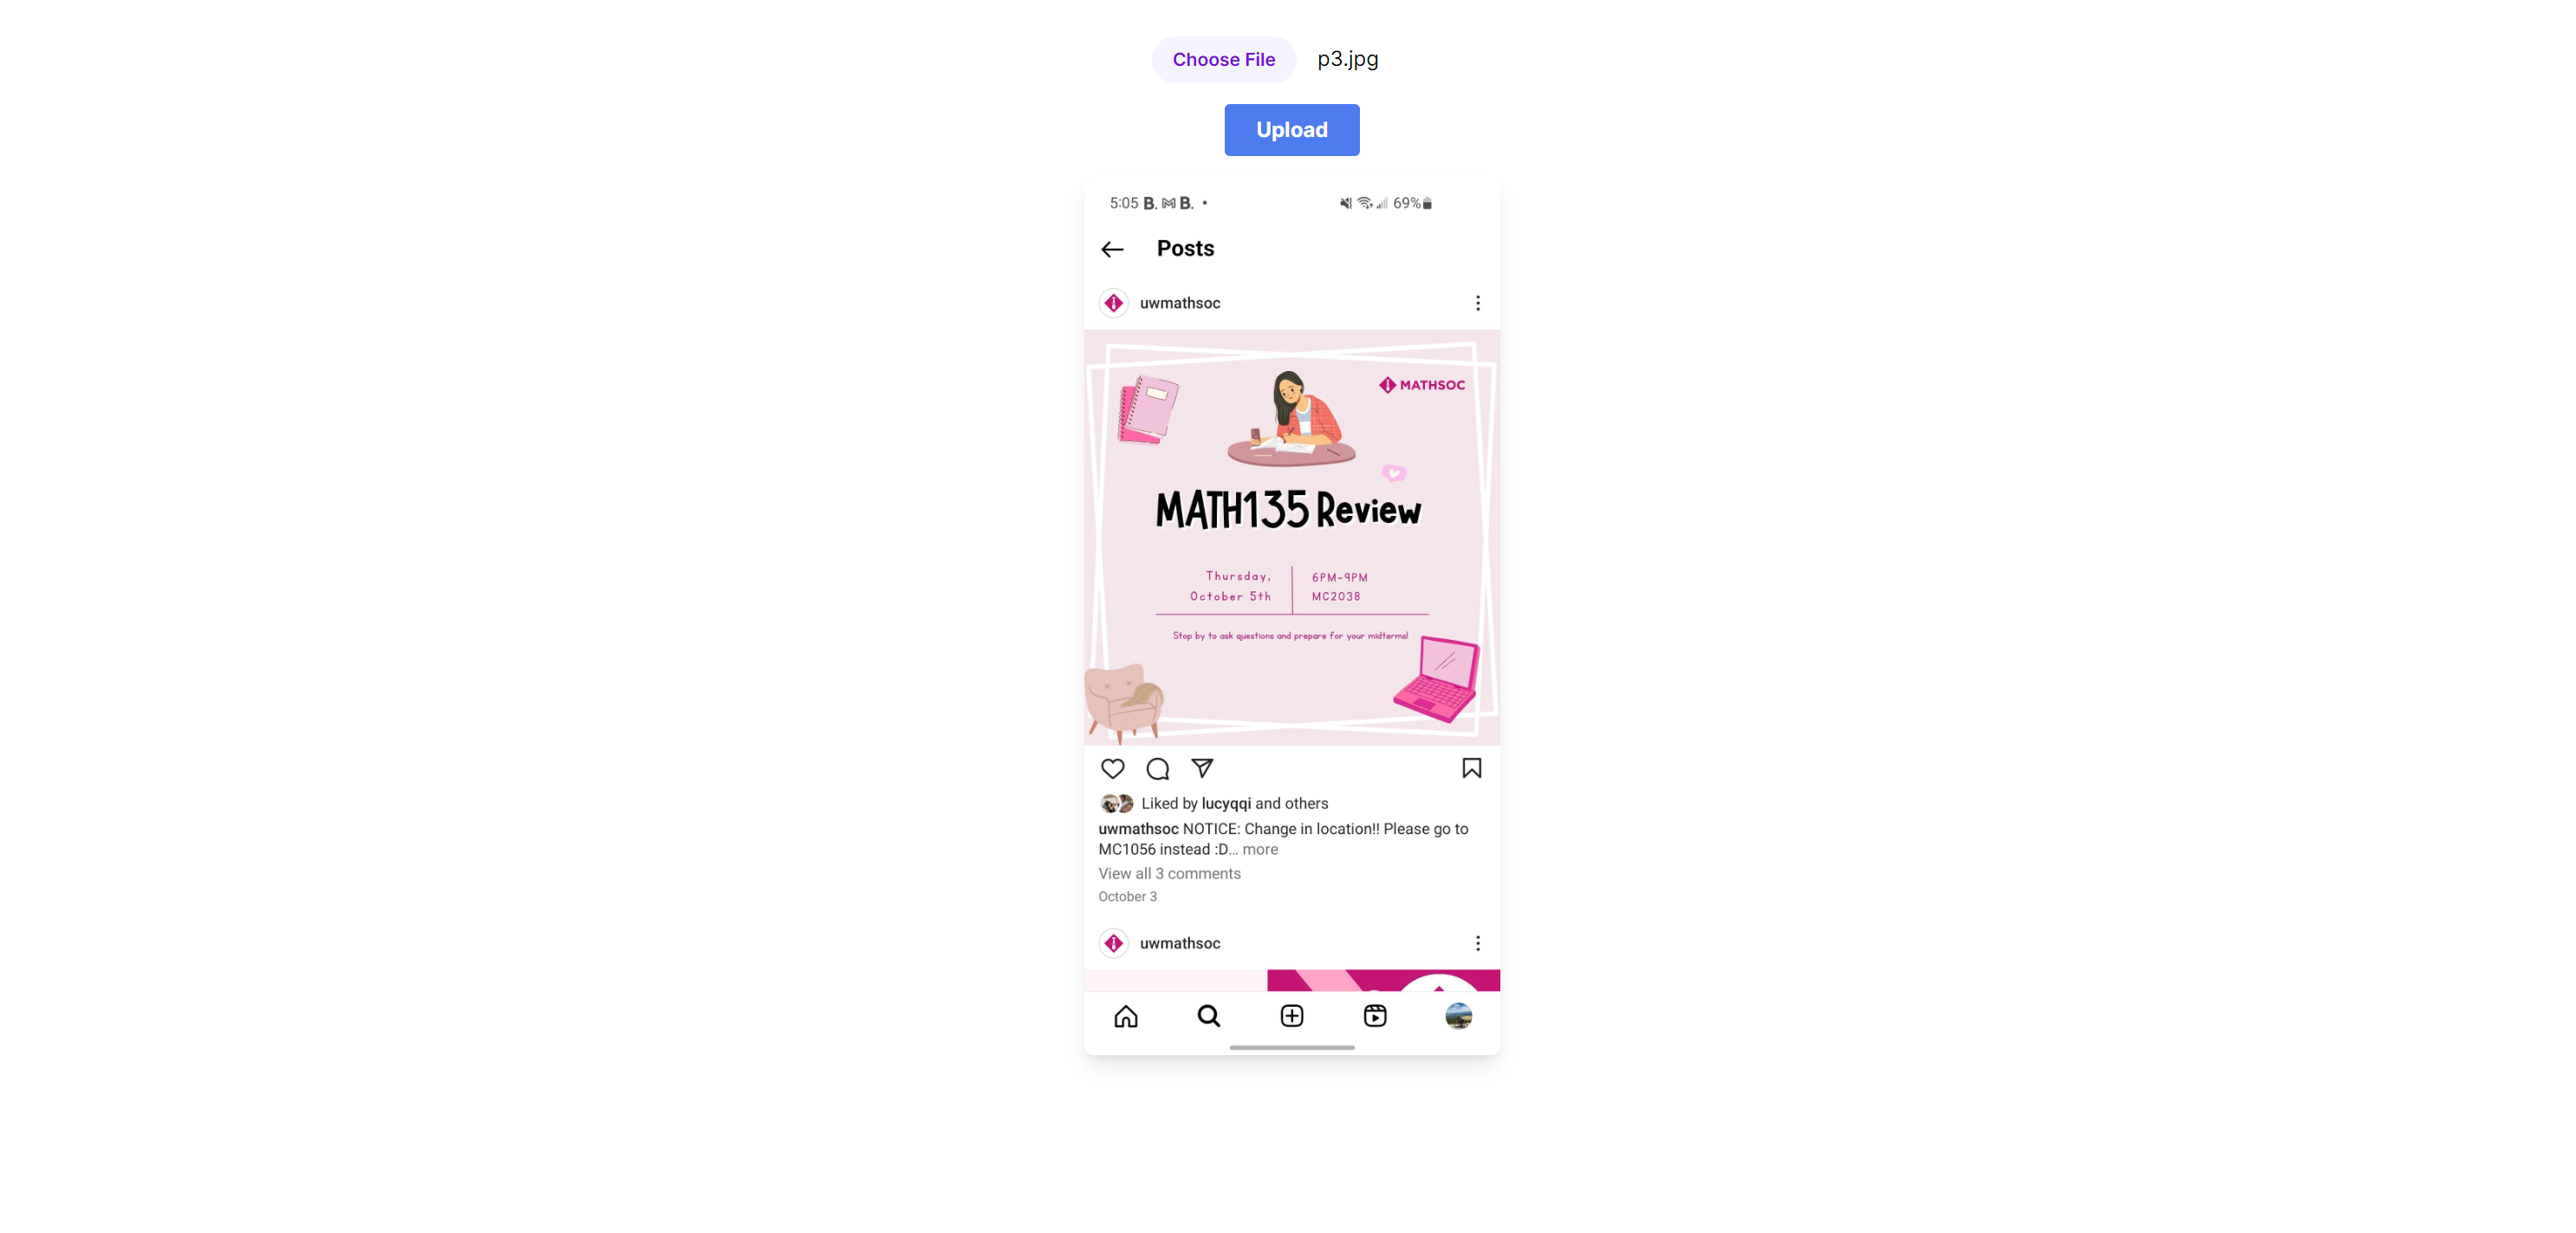 Choose File p3.jpg
Upload
5:05 B. M B. • 69%
Posts
uwmathsoc
MATHSOC
MATH135 Review
Thursday,
October 5th
6PM-9PM
MC2038
Stop by to ask questions and prepare for your midterms!
Liked by lucyqqi and others
uwmathsoc NOTICE: Change in location!! Please go to
MC1056 instead :D... more
View all 3 comments
October 3
uwmathsoc